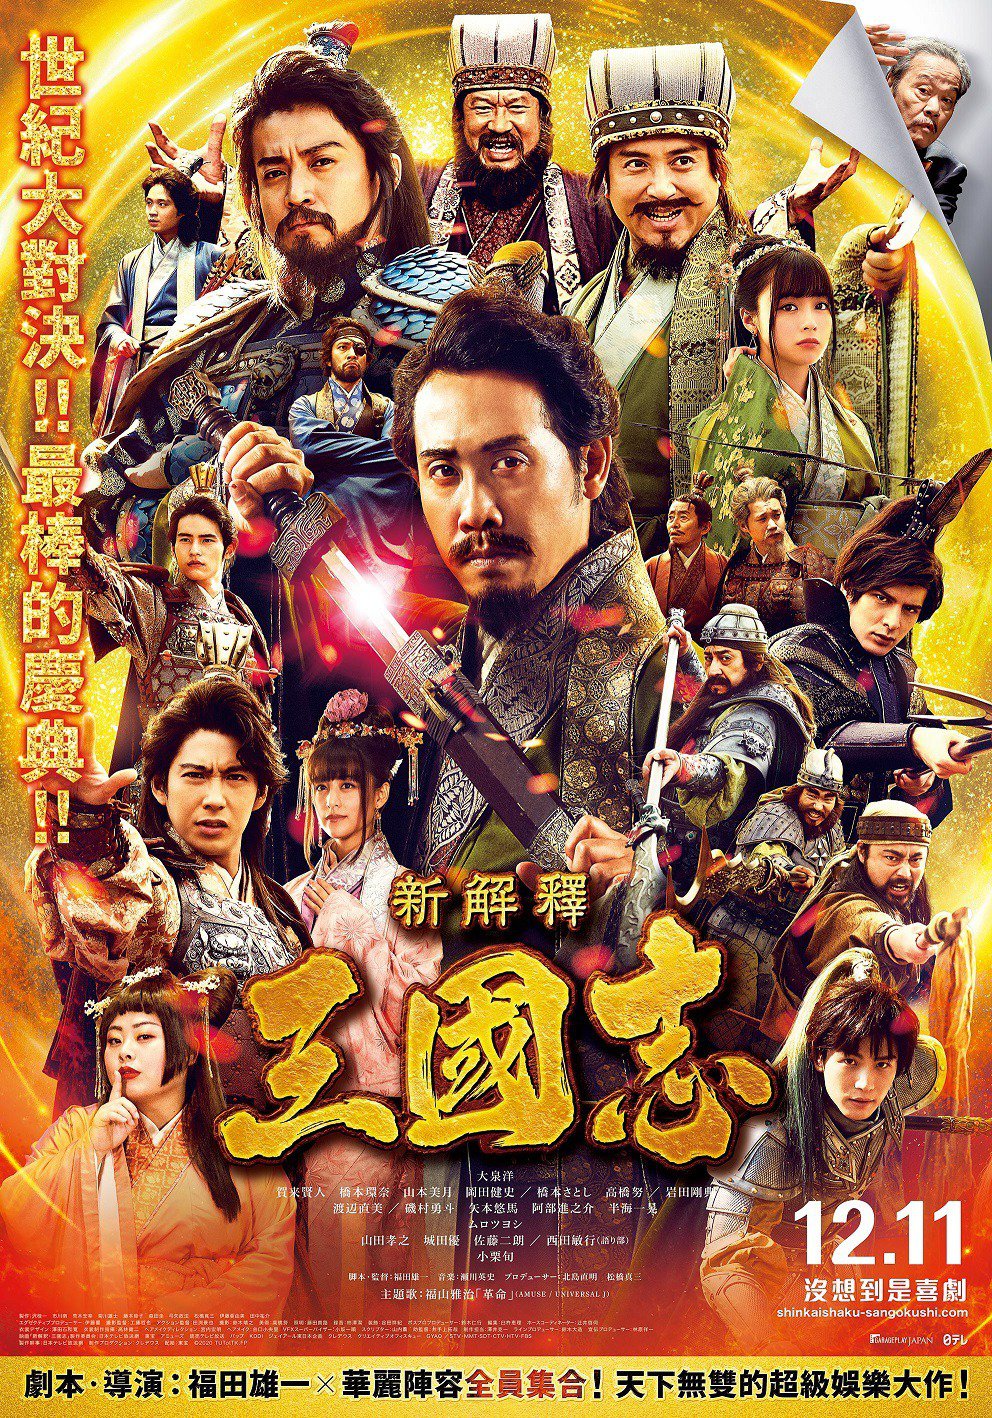 世紀大對決!!最棒的慶典!!
新解釋
三國志
大泉洋
賀来賢人 橋本環奈 山本美月 岡田健史／橋本さとし 高橋努／岩田剛典
渡辺直美／磯村勇斗 矢本悠馬 阿部進之介 半海一晃
ムロツヨシ
山田孝之 城田優 佐藤二朗／西田敏行(語り部)
小栗旬
脚本・監督：福田雄一 音楽：瀬川英史 プロデューサー：北島直明 松橋真三
主題歌：福山雅治「革命」(AMUSE / UNIVERSAL J)
12.11
沒想到是喜劇
shinkaishaku-sangokushi.com
GARAGEPLAY JAPAN 日テレ
劇本・導演：福田雄一×華麗陣容全員集合！天下無雙的超級娛樂大作！